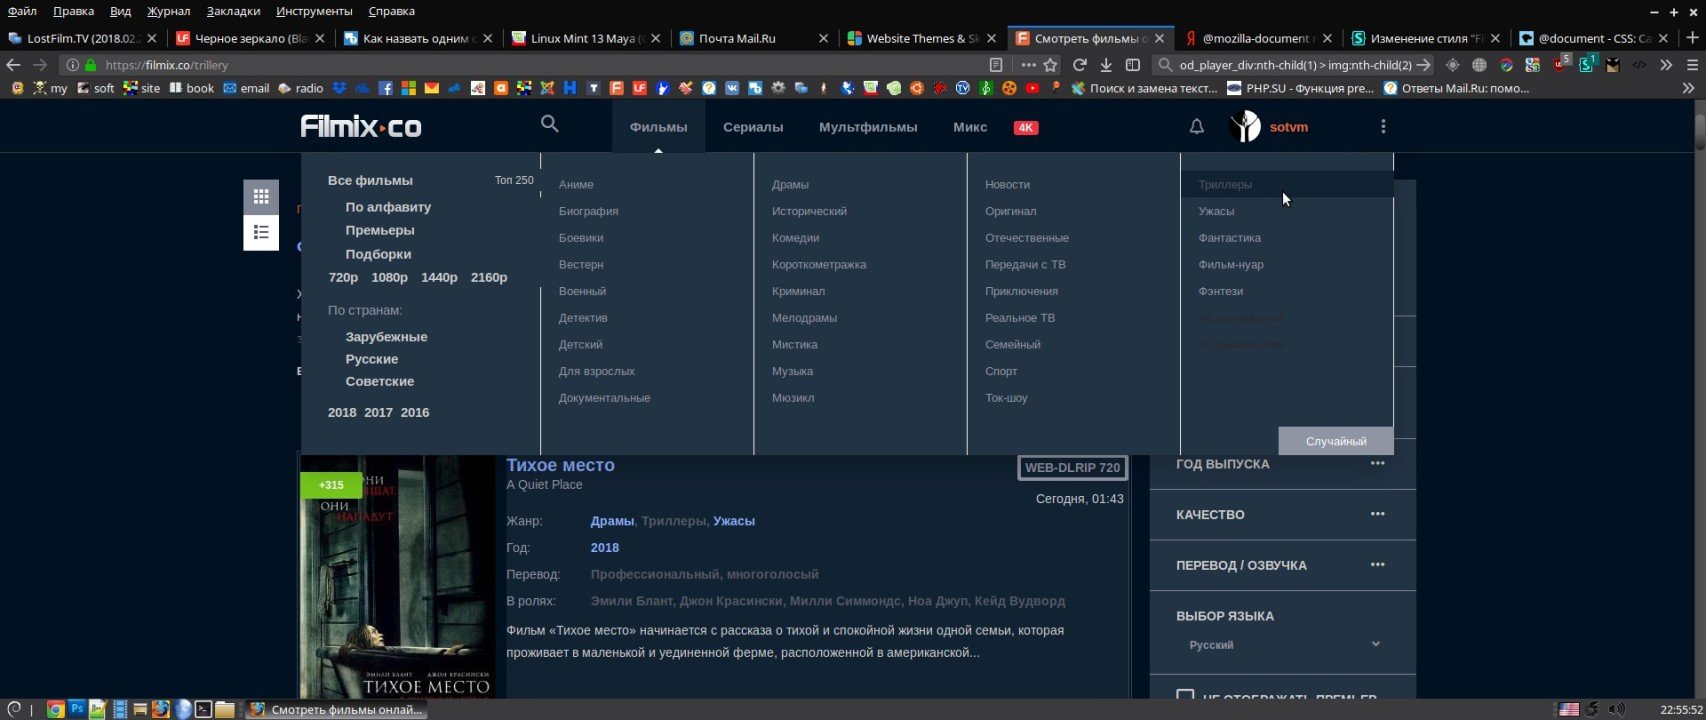 Файл Правка Вид Журнал Закладки Инструменты Справка
LostFilm.TV (2018.02. Черное зеркало (Bla Как назвать одним Linux Mint 13 Maya ( Почта Mail.Ru Website Themes & Sk Смотреть фильмы о @mozilla-document Изменение стиля "Fi @document - CSS: Ca
https://filmix.co/trillery od_player_div:nth-child(1) > img:nth-child(2)
my soft site book email radio Поиск и замена текст... PHP.SU - Функция pre... Ответы Mail.Ru: помо...
Filmix.co Фильмы Сериалы Мультфильмы Микс 4K sotvm
Все фильмы Топ 250
По алфавиту
Премьеры
Подборки
720p 1080p 1440p 2160p
По странам:
Зарубежные
Русские
Советские
2018 2017 2016
Аниме
Биография
Боевики
Вестерн
Военный
Детектив
Детский
Для взрослых
Документальные
Драмы
Исторический
Комедии
Короткометражка
Криминал
Мелодрамы
Мистика
Музыка
Мюзикл
Новости
Оригинал
Отечественные
Передачи с ТВ
Приключения
Реальное ТВ
Семейный
Спорт
Ток-шоу
Триллеры
Ужасы
Фантастика
Фильм-нуар
Фэнтези
На английском
На украинском
Случайный
+315
ОНИ
НАПАДУТ
ЭМИЛИ БЛАНТ ДЖОН КРАСИНСКИ
ТИХОЕ МЕСТО
Тихое место WEB-DLRIP 720
A Quiet Place
Сегодня, 01:43
Жанр: Драмы, Триллеры, Ужасы
Год: 2018
Перевод: Профессиональный, многоголосый
В ролях: Эмили Блант, Джон Красински, Милли Симмондс, Ноа Джуп, Кейд Вудворд
Фильм «Тихое место» начинается с рассказа о тихой и спокойной жизни одной семьи, которая
проживает в маленькой и уединенной ферме, расположенной в американской...
ГОД ВЫПУСКА
КАЧЕСТВО
ПЕРЕВОД / ОЗВУЧКА
ВЫБОР ЯЗЫКА
Русский
НЕ ОТОБРАЖАТЬ ПРЕМЬЕР
Смотреть фильмы онлай... 22:55:52